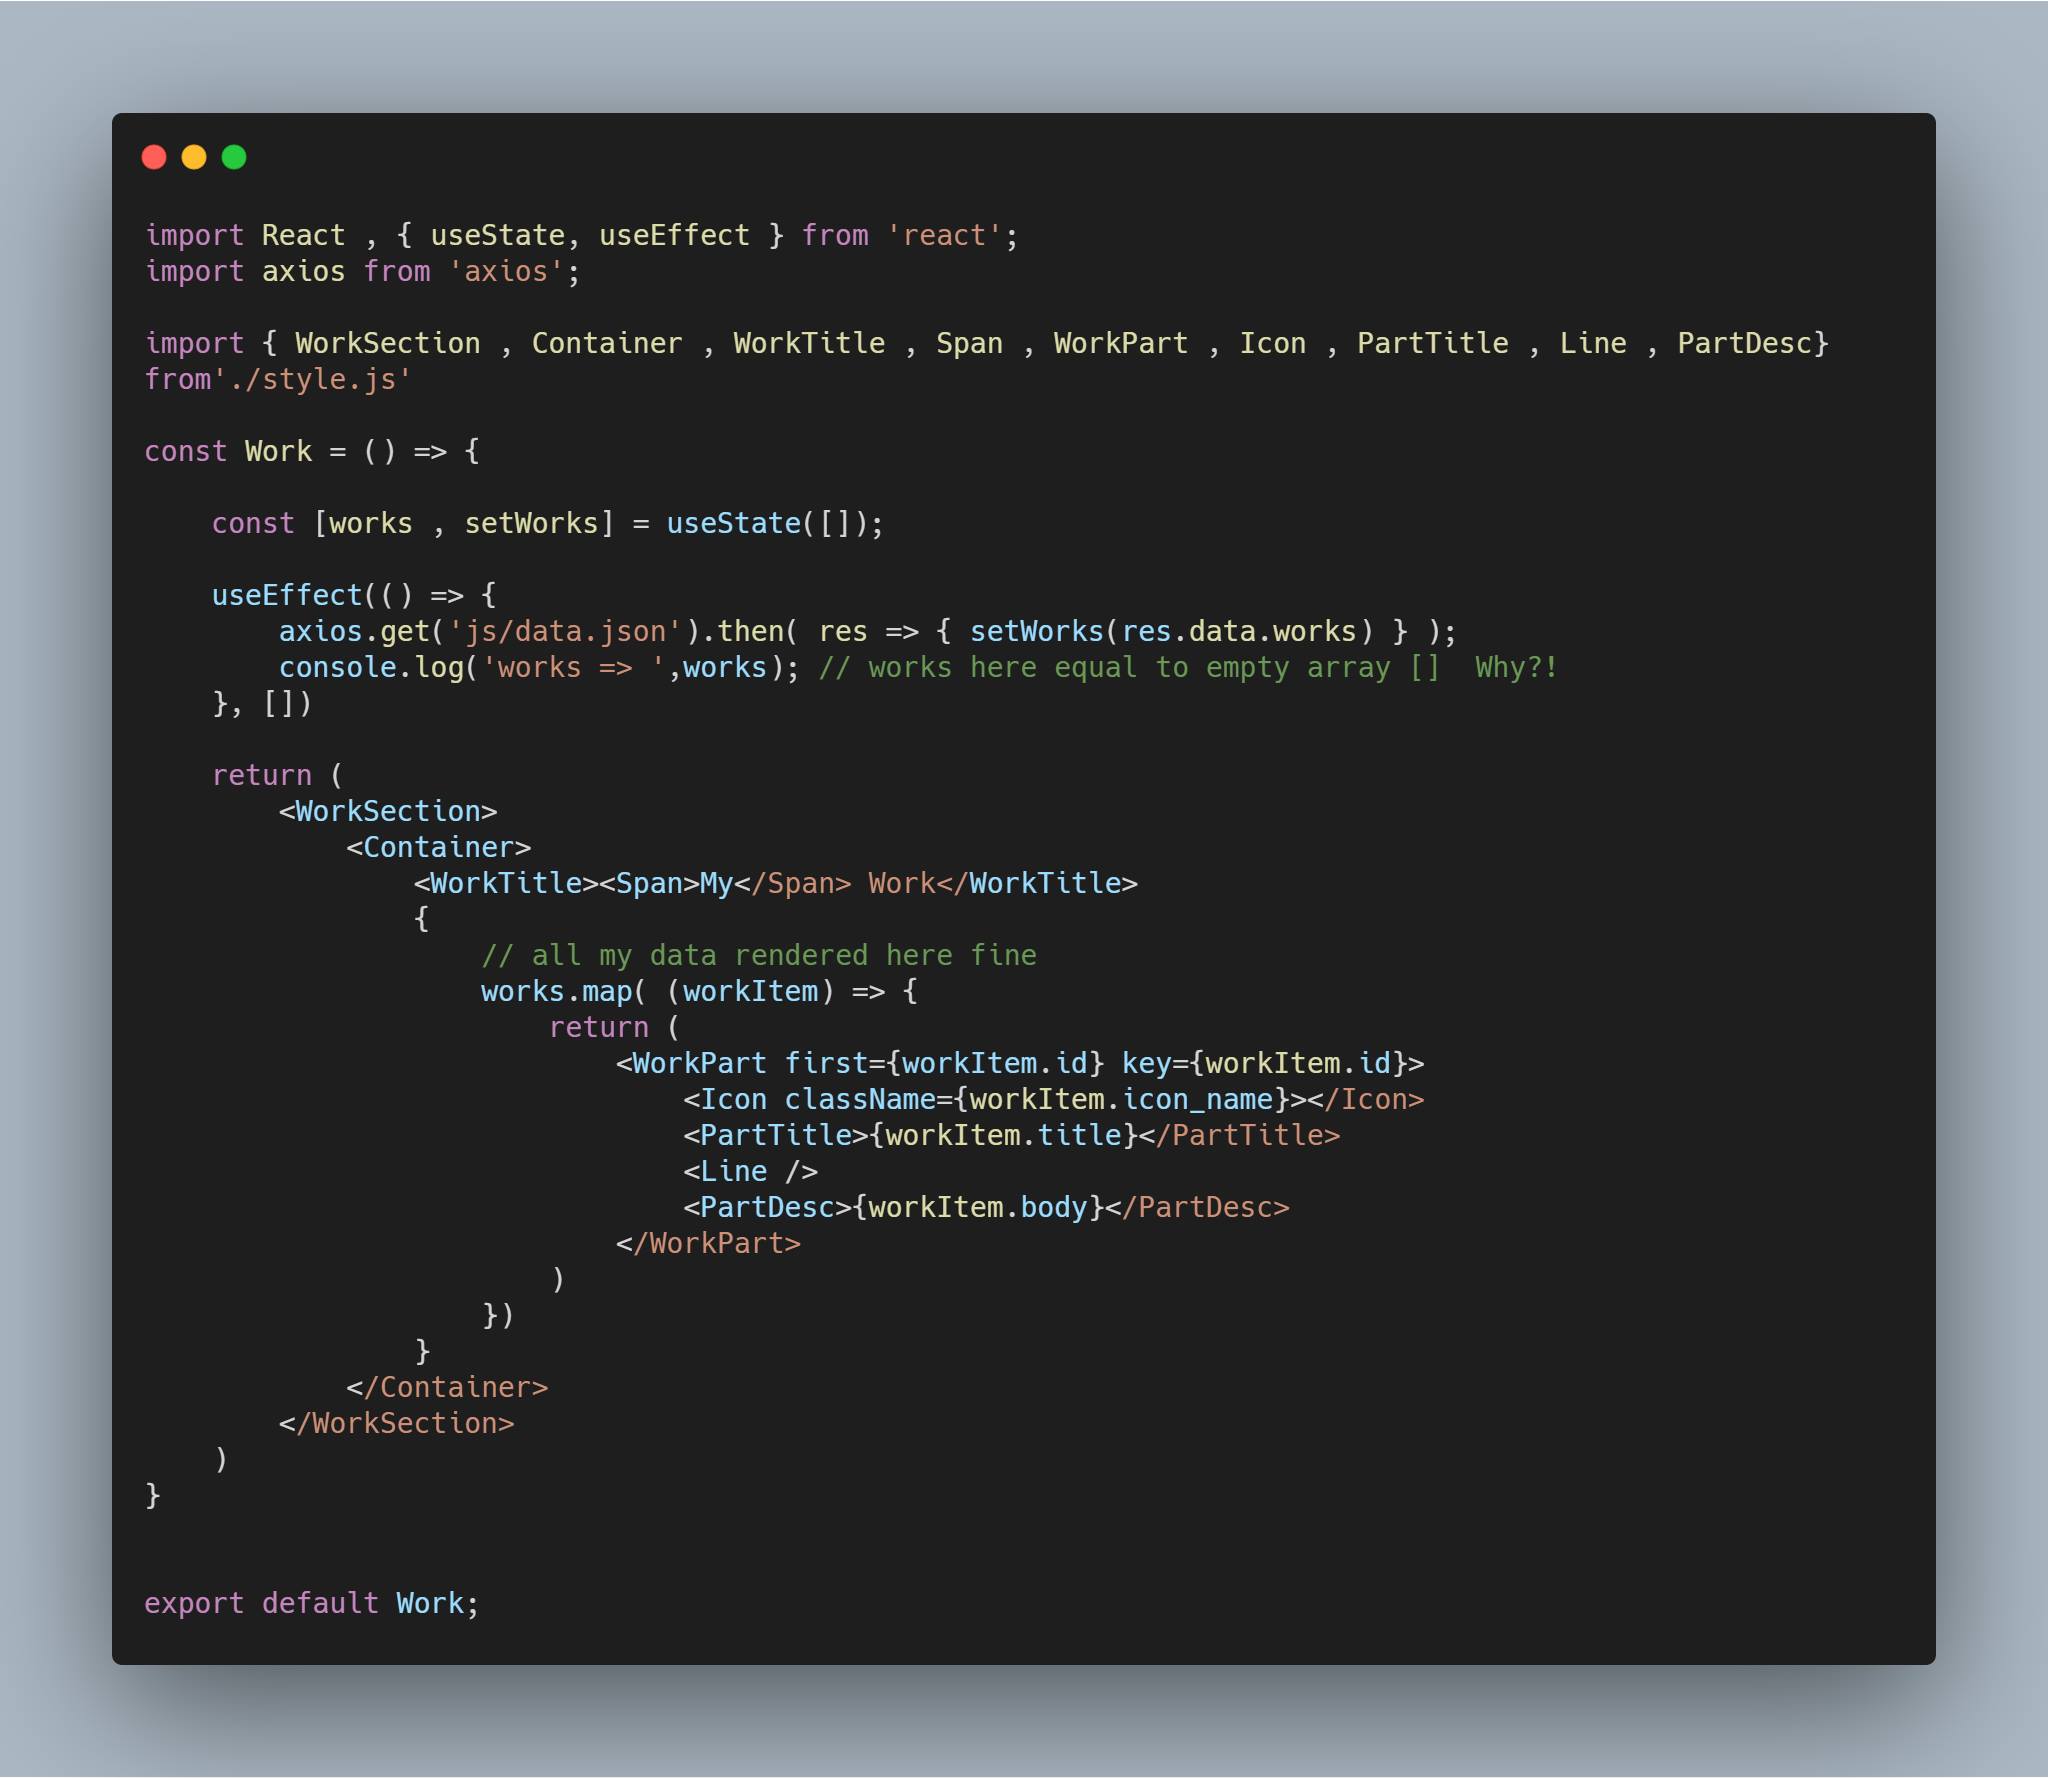 import React , { useState, useEffect } from 'react';
import axios from 'axios';
import { WorkSection , Container , WorkTitle , Span , WorkPart , Icon , PartTitle , Line , PartDesc}
from'./style.js'
const Work = () => {
    const [works , setWorks] = useState([]);
    useEffect(() => {
        axios.get('js/data.json').then( res => { setWorks(res.data.works) } );
        console.log('works => ',works); // works here equal to empty array []  Why?!
    }, [])
    return (
        <WorkSection>
            <Container>
                <WorkTitle><Span>My</Span> Work</WorkTitle>
                {
                    // all my data rendered here fine
                    works.map( (workItem) => {
                        return (
                            <WorkPart first={workItem.id} key={workItem.id}>
                                <Icon className={workItem.icon_name}></Icon>
                                <PartTitle>{workItem.title}</PartTitle>
                                <Line />
                                <PartDesc>{workItem.body}</PartDesc>
                            </WorkPart>
                        )
                    })
                }
            </Container>
        </WorkSection>
    )
}
export default Work;